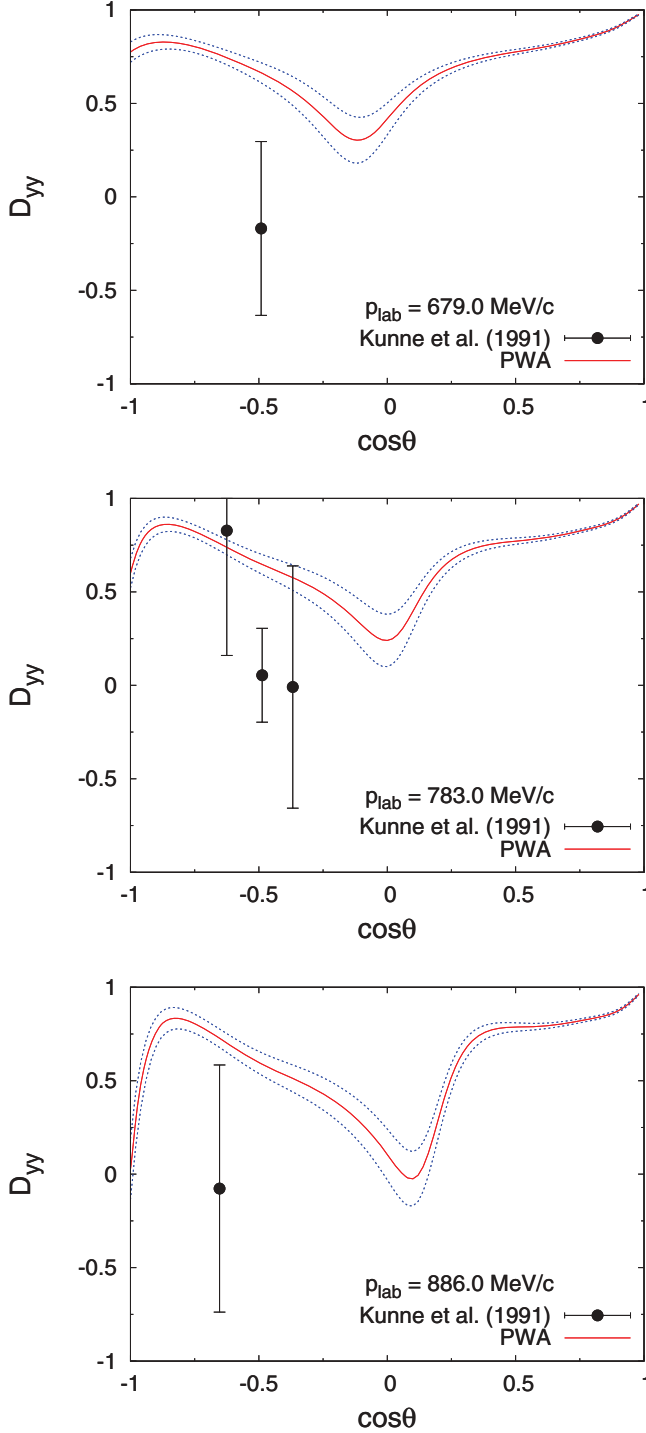 1
0.5
0
-0.5
-1
D_yy
p_lab = 679.0 MeV/c
Kunne et al. (1991)
PWA
-1 -0.5 0 0.5 1
cosθ
1
0.5
0
-0.5
-1
D_yy
p_lab = 783.0 MeV/c
Kunne et al. (1991)
PWA
-1 -0.5 0 0.5 1
cosθ
1
0.5
0
-0.5
-1
D_yy
p_lab = 886.0 MeV/c
Kunne et al. (1991)
PWA
-1 -0.5 0 0.5 1
cosθ